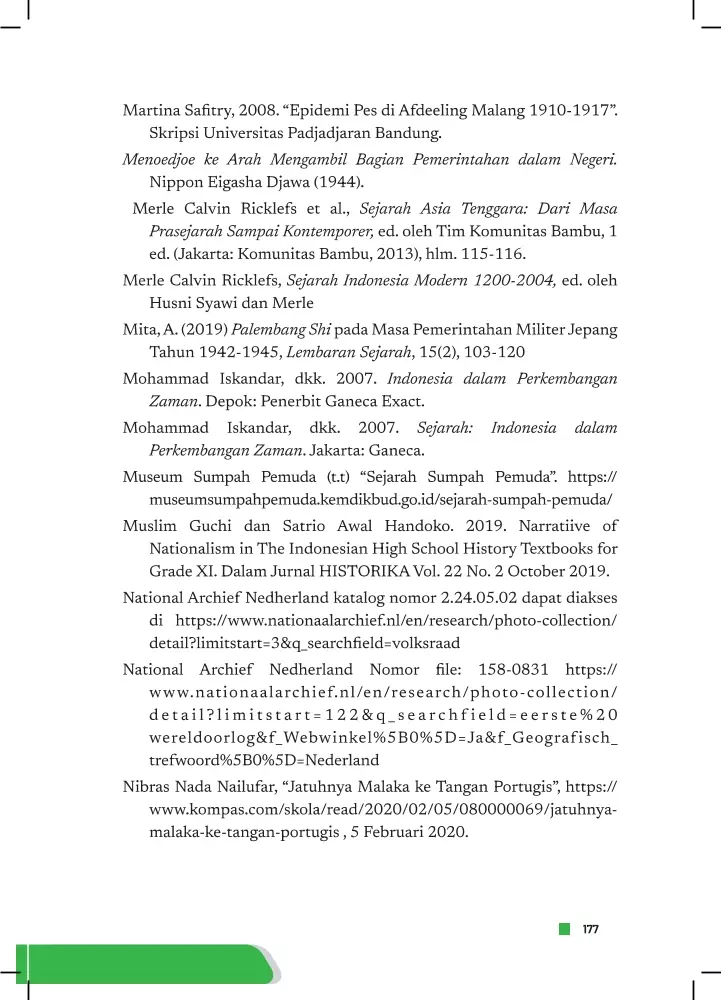 Martina Safitry, 2008. “Epidemi Pes di Afdeeling Malang 1910-1917”.
Skripsi Universitas Padjadjaran Bandung.
Menoedjoe ke Arah Mengambil Bagian Pemerintahan dalam Negeri.
Nippon Eigasha Djawa (1944).
Merle Calvin Ricklefs et al., Sejarah Asia Tenggara: Dari Masa
Prasejarah Sampai Kontemporer, ed. oleh Tim Komunitas Bambu, 1
ed. (Jakarta: Komunitas Bambu, 2013), hlm. 115-116.
Merle Calvin Ricklefs, Sejarah Indonesia Modern 1200-2004, ed. oleh
Husni Syawi dan Merle
Mita, A. (2019) Palembang Shi pada Masa Pemerintahan Militer Jepang
Tahun 1942-1945, Lembaran Sejarah, 15(2), 103-120
Mohammad Iskandar, dkk. 2007. Indonesia dalam Perkembangan
Zaman. Depok: Penerbit Ganeca Exact.
Mohammad Iskandar, dkk. 2007. Sejarah: Indonesia dalam
Perkembangan Zaman. Jakarta: Ganeca.
Museum Sumpah Pemuda (t.t) “Sejarah Sumpah Pemuda”. https://
museumsumpahpemuda.kemdikbud.go.id/sejarah-sumpah-pemuda/
Muslim Guchi dan Satrio Awal Handoko. 2019. Narratiive of
Nationalism in The Indonesian High School History Textbooks for
Grade XI. Dalam Jurnal HISTORIKA Vol. 22 No. 2 October 2019.
National Archief Nedherland katalog nomor 2.24.05.02 dapat diakses
di https://www.nationaalarchief.nl/en/research/photo-collection/
detail?limitstart=3&q_searchfield=volksraad
National Archief Nedherland Nomor file: 158-0831 https://
www.nationaalarchief.nl/en/research/photo-collection/
detail?limitstart=122&q_searchfield=eerste%20
wereldoorlog&f_Webwinkel%5B0%5D=Ja&f_Geografisch_
trefwoord%5B0%5D=Nederland
Nibras Nada Nailufar, “Jatuhnya Malaka ke Tangan Portugis”, https://
www.kompas.com/skola/read/2020/02/05/080000069/jatuhnya-
malaka-ke-tangan-portugis , 5 Februari 2020.
177